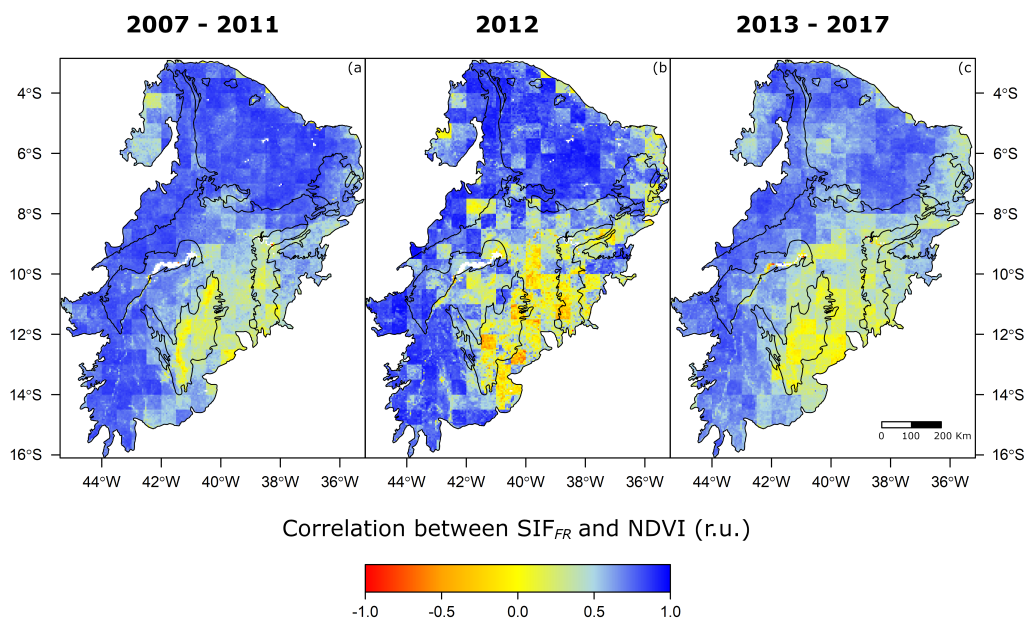 2007 - 2011 2012 2013 - 2017
(a (b (c
4°S 4°S
6°S 6°S
8°S 8°S
10°S 10°S
12°S 12°S
14°S 14°S
16°S 16°S
0 100 200 Km
44°W 42°W 40°W 38°W 36°W 44°W 42°W 40°W 38°W 36°W 44°W 42°W 40°W 38°W 36°W
Correlation between SIF_FR and NDVI (r.u.)
-1.0 -0.5 0.0 0.5 1.0